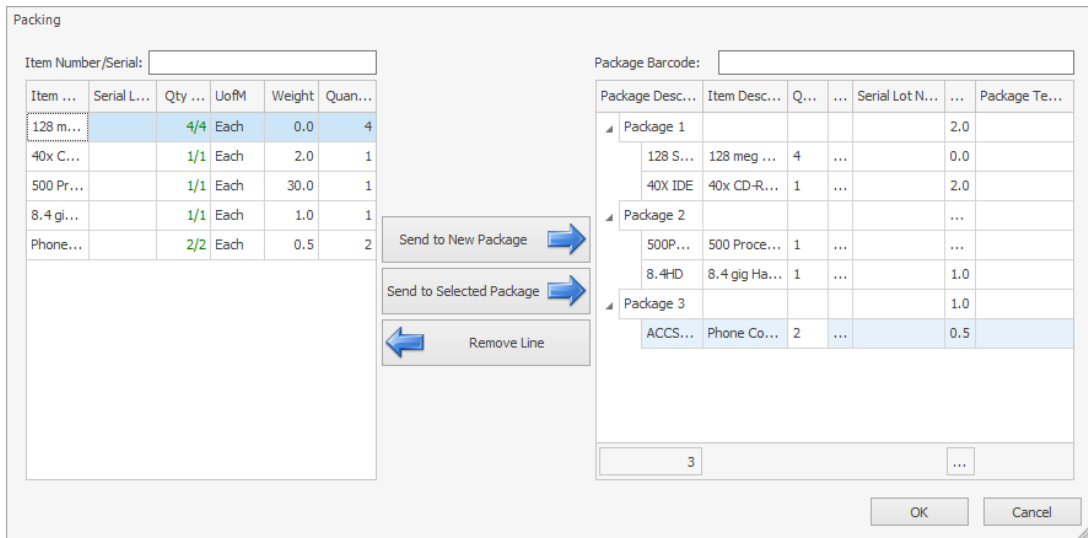 Packing
Item Number/Serial:
Item ... Serial L... Qty ... UofM Weight Quan...
128 m... 4/4 Each 0.0 4
40x C... 1/1 Each 2.0 1
500 Pr... 1/1 Each 30.0 1
8.4 gi... 1/1 Each 1.0 1
Phone... 2/2 Each 0.5 2
Send to New Package
Send to Selected Package
Remove Line
Package Barcode:
Package Desc... Item Desc... Q... ... Serial Lot N... ... Package Te...
Package 1 2.0
128 S... 128 meg ... 4 ... 0.0
40X IDE 40x CD-R... 1 ... 2.0
Package 2 ...
500P... 500 Proce... 1 ... ...
8.4HD 8.4 gig Ha... 1 ... 1.0
Package 3 1.0
ACCS... Phone Co... 2 ... 0.5
3 ...
OK Cancel